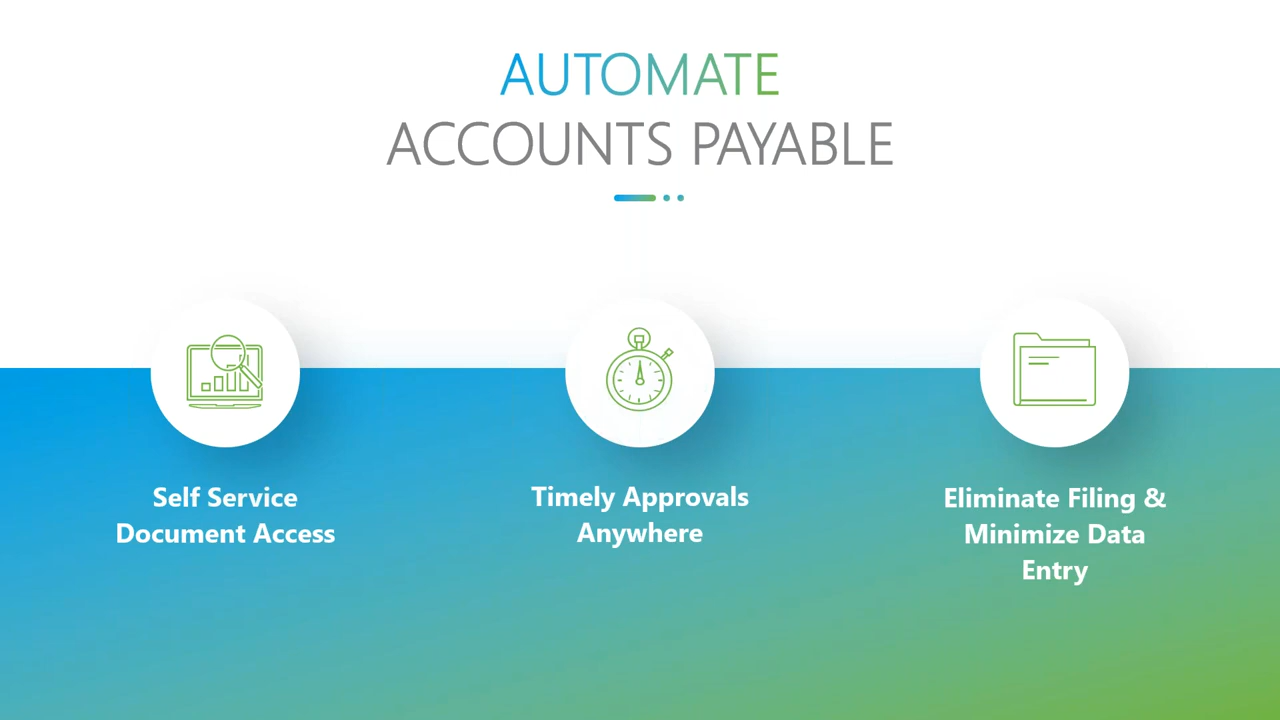 AUTOMATE
ACCOUNTS PAYABLE
Self Service
Document Access
Timely Approvals
Anywhere
Eliminate Filing &
Minimize Data
Entry